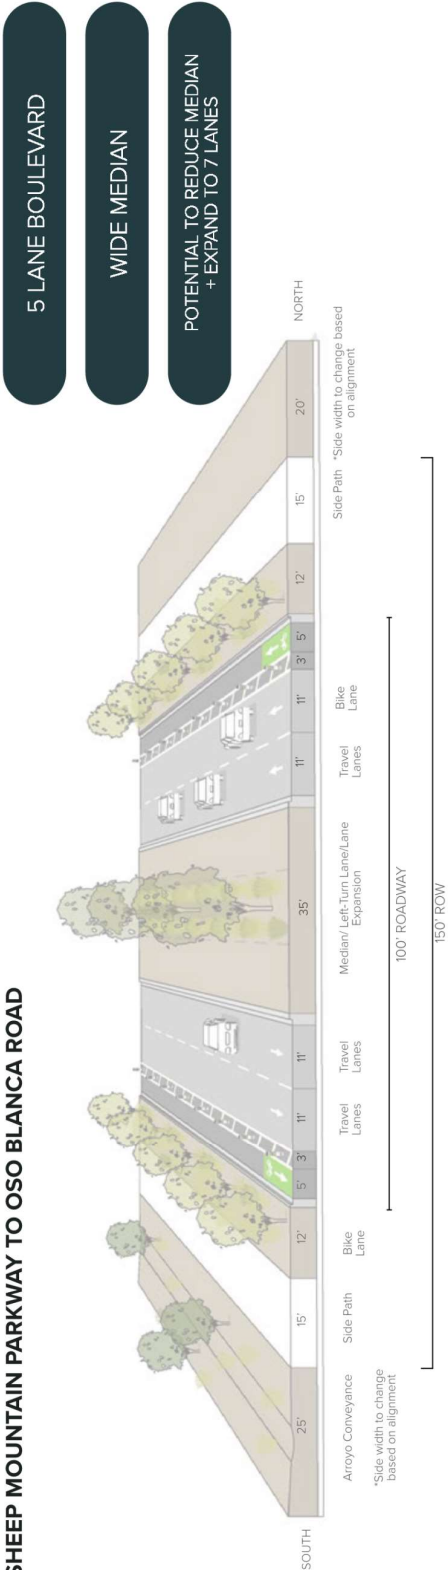 SHEEP MOUNTAIN PARKWAY TO OSO BLANCA ROAD
5 LANE BOULEVARD
WIDE MEDIAN
POTENTIAL TO REDUCE MEDIAN
+ EXPAND TO 7 LANES
SOUTH
25'
15'
12'
5'
3'
11'
11'
35'
11'
11'
3'
5'
12'
15'
20'
NORTH
Arroyo Conveyance
*Side width to change
based on alignment
Side Path
Bike
Lane
Travel
Lanes
Travel
Lanes
Median/ Left-Turn Lane/Lane
Expansion
Travel
Lanes
Bike
Lane
Side Path
*Side width to change based
on alignment
100' ROADWAY
150' ROW